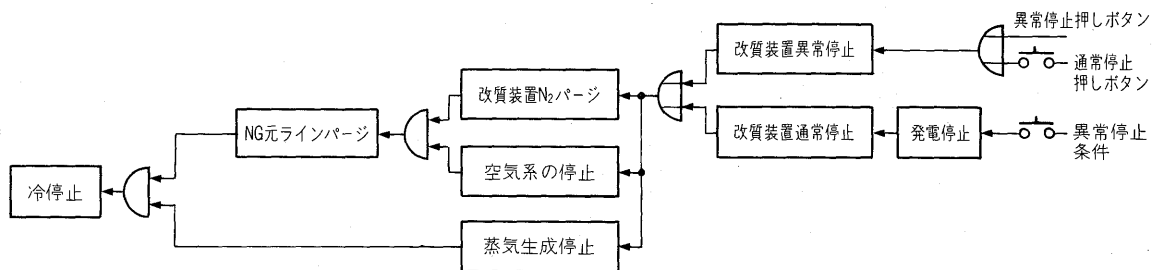 異常停止押しボタン
通常停止
押しボタン
改質装置異常停止
改質装置N₂パージ
改質装置通常停止
発電停止
異常停止
条件
NG元ラインパージ
空気系の停止
冷停止
蒸気生成停止